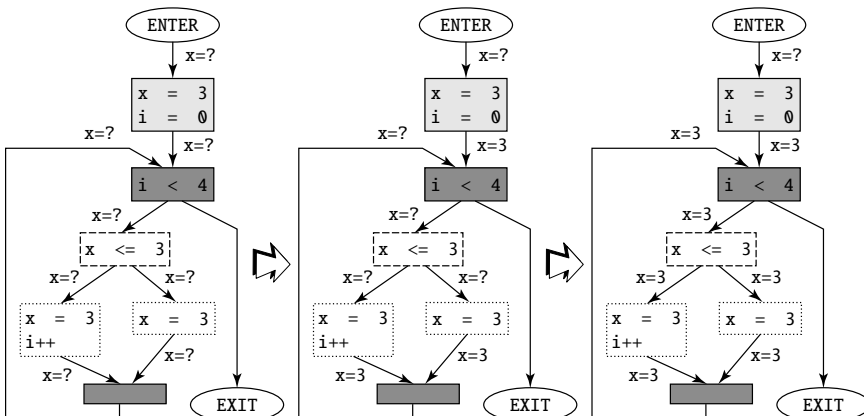 ENTER
x=?
x = 3
i = 0
x=?
x=?
i < 4
x=?
x <= 3
x=?
x=?
x = 3
i++
x = 3
x=?
x=?
EXIT
ENTER
x=?
x = 3
i = 0
x=?
x=3
i < 4
x=?
x <= 3
x=?
x=?
x = 3
i++
x = 3
x=3
x=3
EXIT
ENTER
x=?
x = 3
i = 0
x=3
x=3
i < 4
x=3
x <= 3
x=3
x=3
x = 3
i++
x = 3
x=3
x=3
EXIT